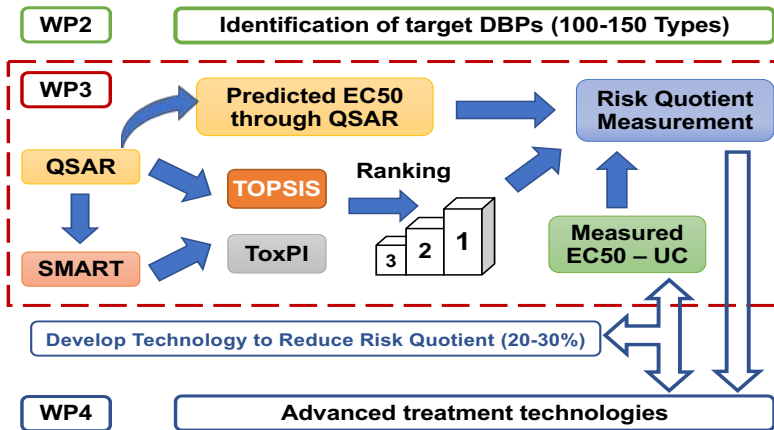 WP2
Identification of target DBPs (100-150 Types)
WP3
Predicted EC50
through QSAR
Risk Quotient
Measurement
QSAR
TOPSIS
Ranking
3
2
1
SMART
ToxPI
Measured
EC50 – UC
Develop Technology to Reduce Risk Quotient (20-30%)
WP4
Advanced treatment technologies